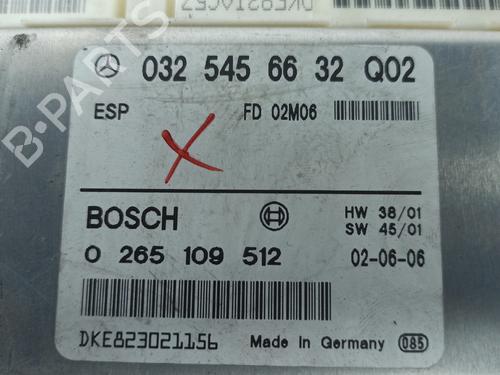 DKE821AC57
032 545 66 32 Q02
ESP FD 02M06
BOSCH HW 38/01
SW 45/01
0 265 109 512 02-06-06
DKE823021156 Made in Germany 085
B-PARTS